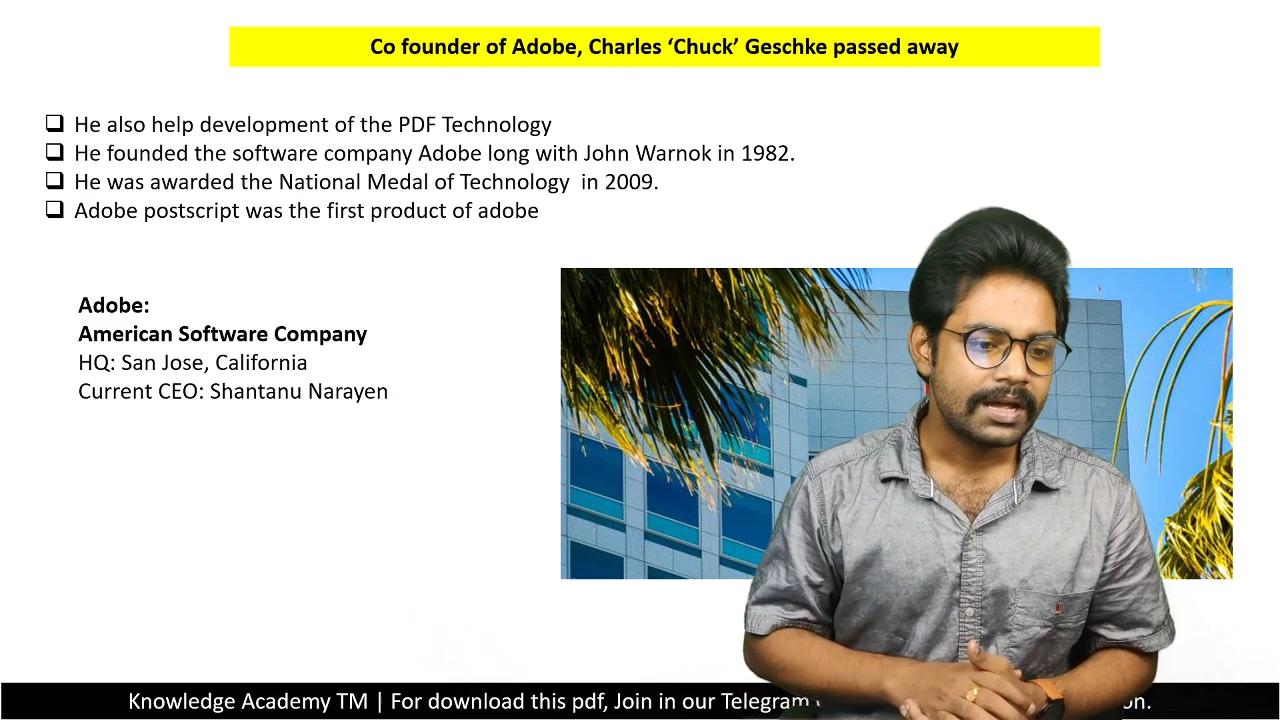 Co founder of Adobe, Charles ‘Chuck’ Geschke passed away
He also help development of the PDF Technology
He founded the software company Adobe long with John Warnok in 1982.
He was awarded the National Medal of Technology in 2009.
Adobe postscript was the first product of adobe
Adobe:
American Software Company
HQ: San Jose, California
Current CEO: Shantanu Narayen
Knowledge Academy TM | For download this pdf, Join in our Telegram